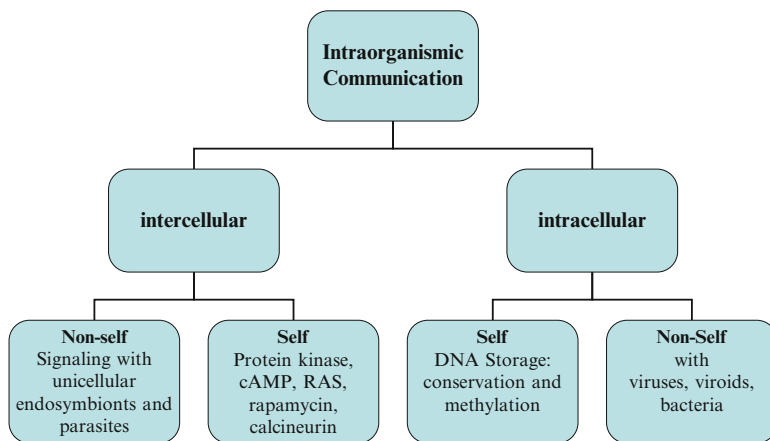 Intraorganismic
Communication
intercellular
intracellular
Non-self
Signaling with
unicellular
endosymbionts and
parasites
Self
Protein kinase,
cAMP, RAS,
rapamycin,
calcineurin
Self
DNA Storage:
conservation and
methylation
Non-Self
with
viruses, viroids,
bacteria